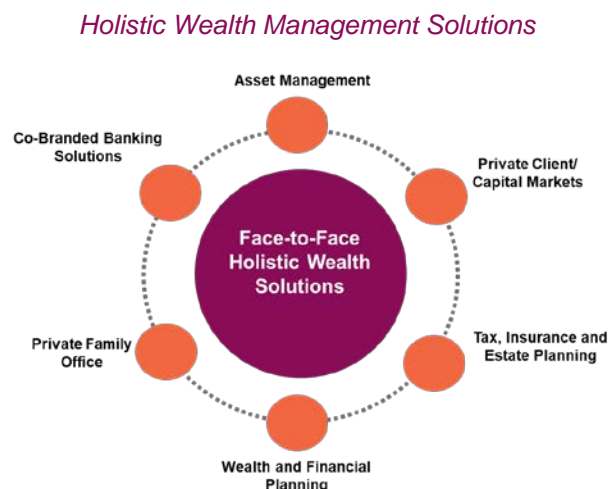 Holistic Wealth Management Solutions
Asset Management
Co-Branded Banking
Solutions
Private Client/
Capital Markets
Face-to-Face
Holistic Wealth
Solutions
Private Family
Office
Tax, Insurance and
Estate Planning
Wealth and Financial
Planning